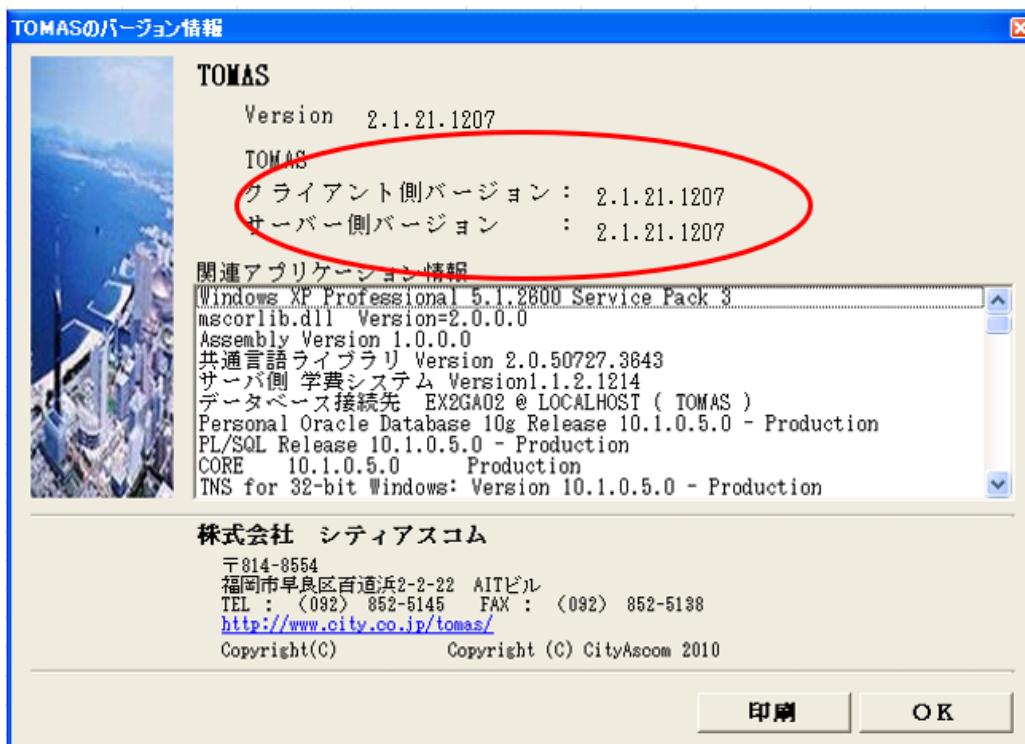 TOMASのバージョン情報
TOMAS
Version 2.1.21.1207
TOMAS
クライアント側バージョン： 2.1.21.1207
サーバー側バージョン ： 2.1.21.1207
関連アプリケーション情報
Windows XP Professional 5.1.2600 Service Pack 3
mscorlib.dll Version=2.0.0.0
Assembly Version 1.0.0.0
共通言語ライブラリ Version 2.0.50727.3643
サーバ側 学費システム Version1.1.2.1214
データベース接続先 EX2GA02 @ LOCALHOST ( TOMAS )
Personal Oracle Database 10g Release 10.1.0.5.0 - Production
PL/SQL Release 10.1.0.5.0 - Production
CORE 10.1.0.5.0 Production
TNS for 32-bit Windows: Version 10.1.0.5.0 - Production
株式会社 シティアスコム
〒814-8554
福岡市早良区百道浜2-2-22 AITビル
TEL : (092) 852-5145 FAX : (092) 852-5138
http://www.city.co.jp/tomas/
Copyright(C) Copyright (C) CityAscom 2010
印刷 ＯＫ